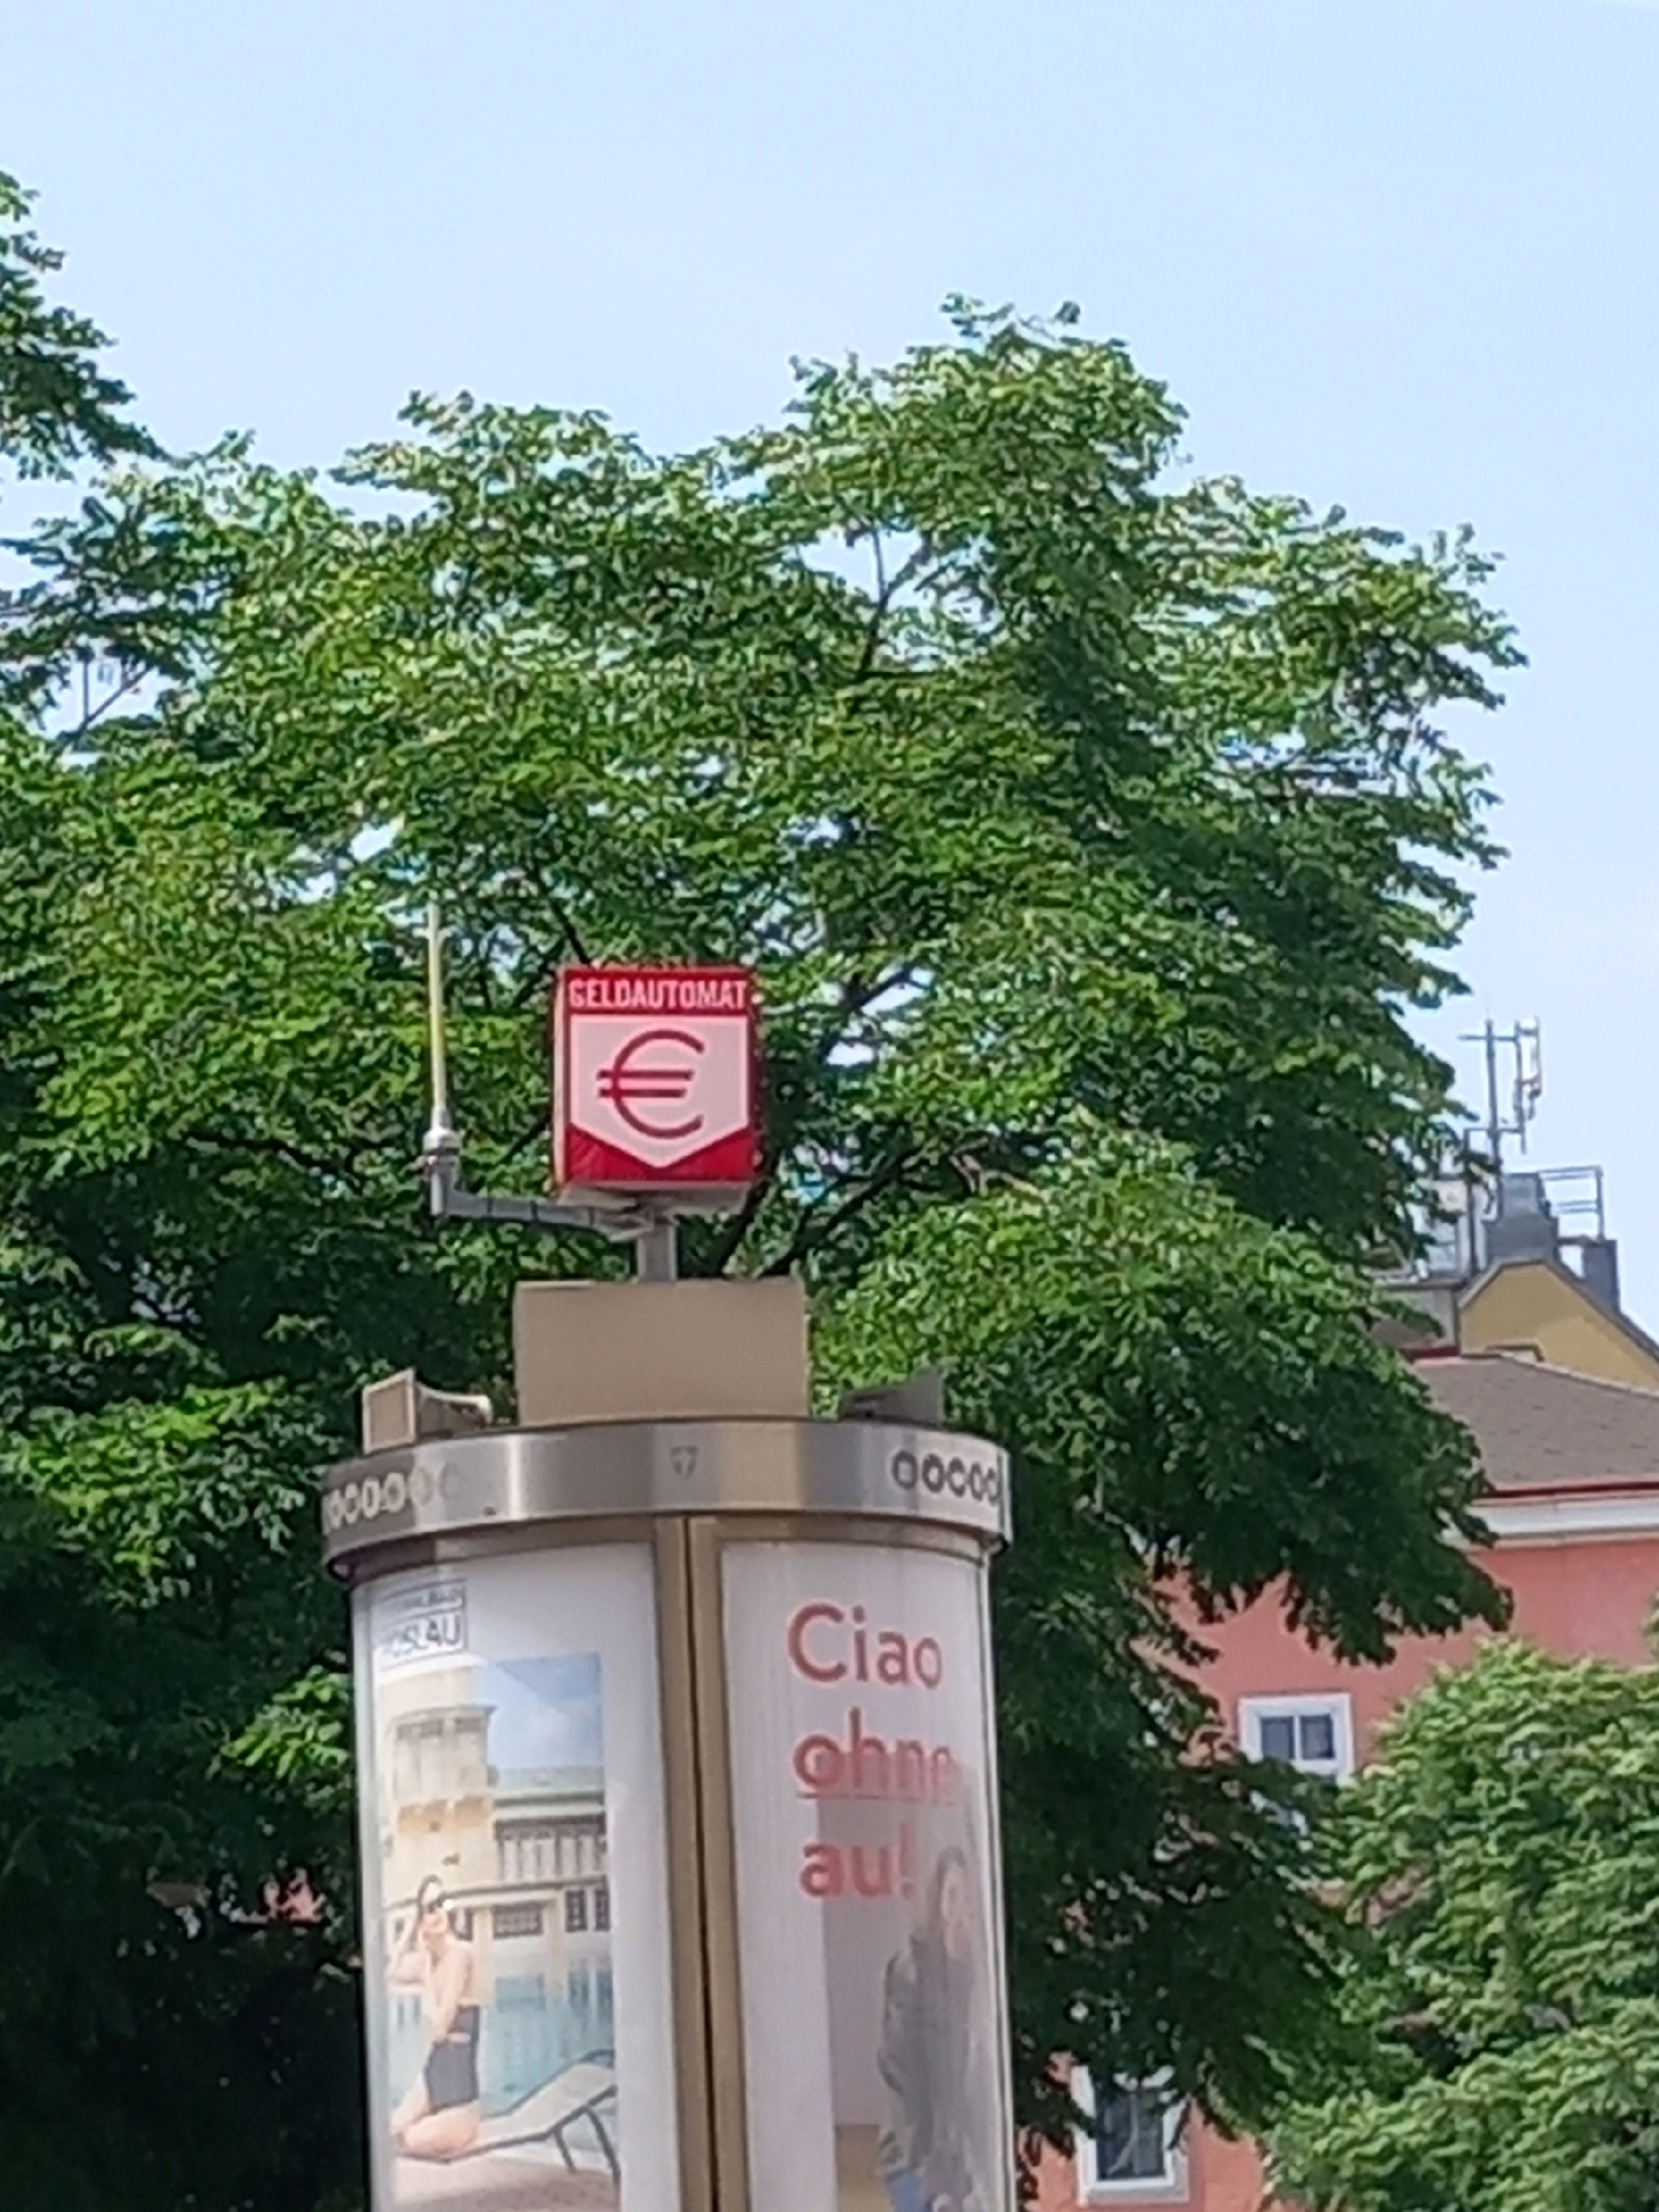 GELDAUTOMAT
€
Ciao
ohne
au!